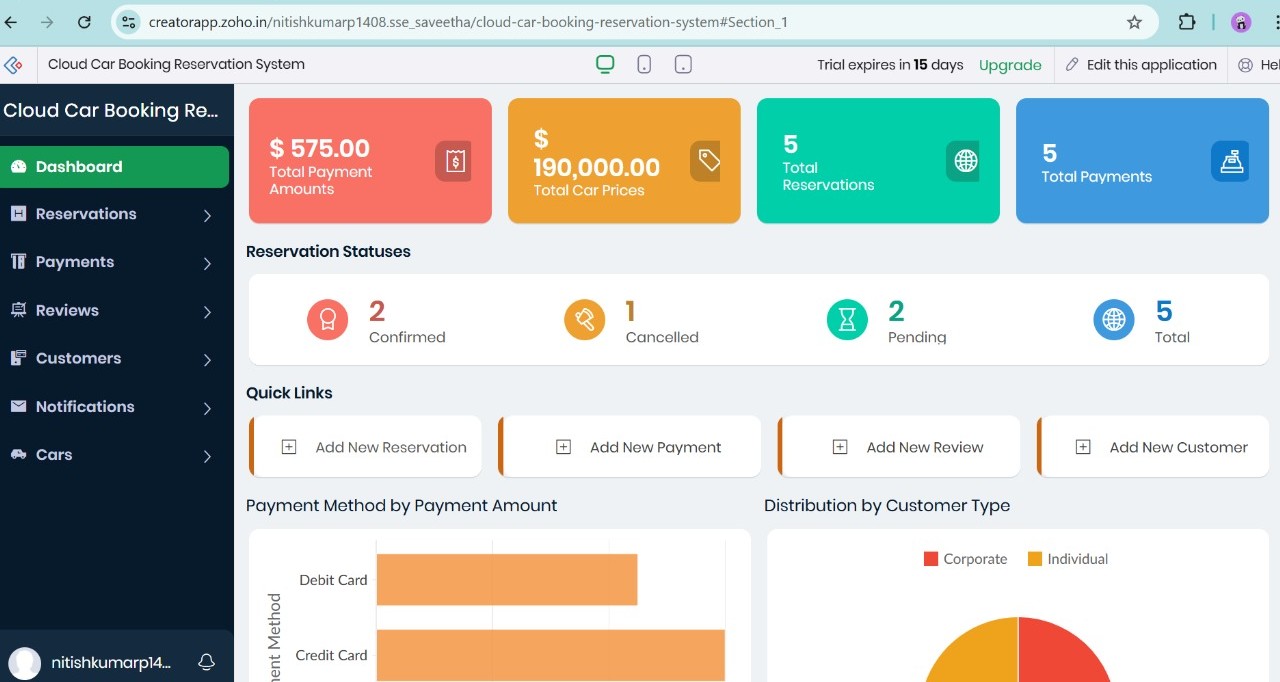 creatorapp.zoho.in/nitishkumarp1408.sse_saveetha/cloud-car-booking-reservation-system#Section_1
Cloud Car Booking Reservation System
Trial expires in 15 days
Upgrade
Edit this application
Hel
Cloud Car Booking Re...
Dashboard
Reservations
Payments
Reviews
Customers
Notifications
Cars
nitishkumarp14...
$ 575.00
Total Payment
Amounts
$
190,000.00
Total Car Prices
5
Total
Reservations
5
Total Payments
Reservation Statuses
2
Confirmed
1
Cancelled
2
Pending
5
Total
Quick Links
Add New Reservation
Add New Payment
Add New Review
Add New Customer
Payment Method by Payment Amount
Debit Card
Credit Card
ent Method
Distribution by Customer Type
Corporate
Individual